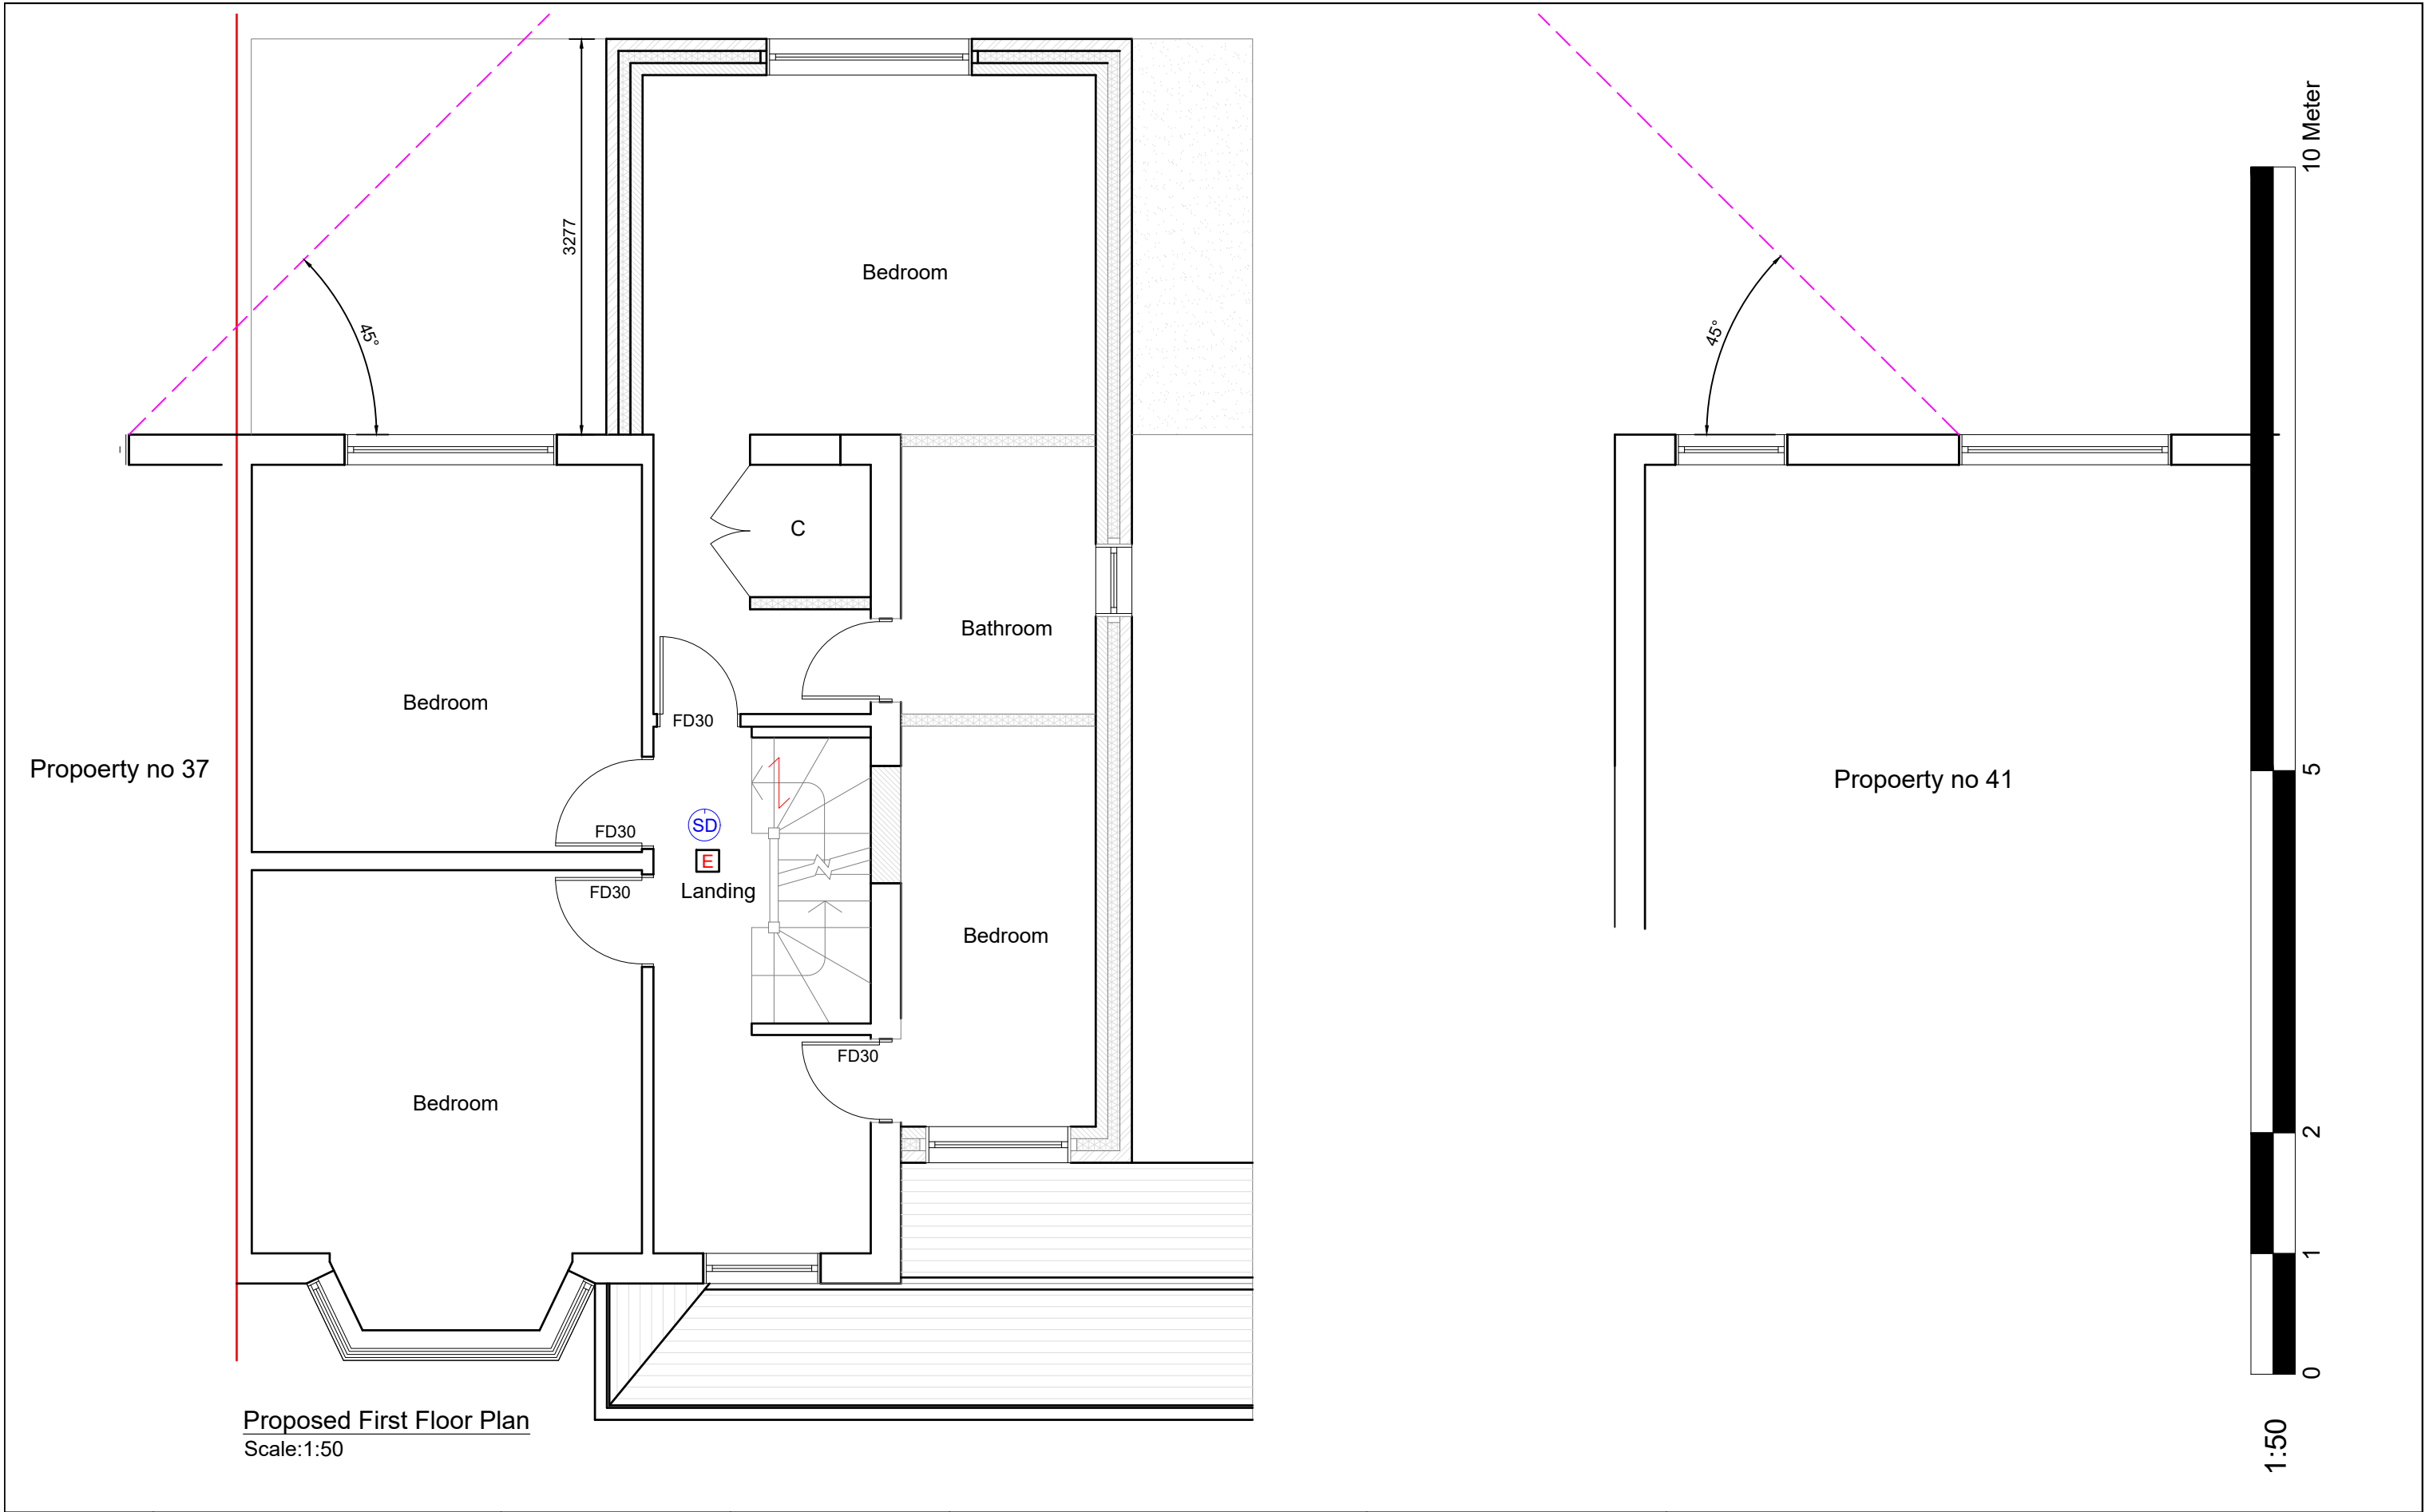 10 Meter
3277
Bedroom
45°
45°
C
Bathroom
Bedroom
FD30
Propoerty no 37
5
Propoerty no 41
SD
FD30
E
FD30
Landing
Bedroom
FD30
Bedroom
2
1
0
Proposed First Floor Plan
Scale:1:50
1:50